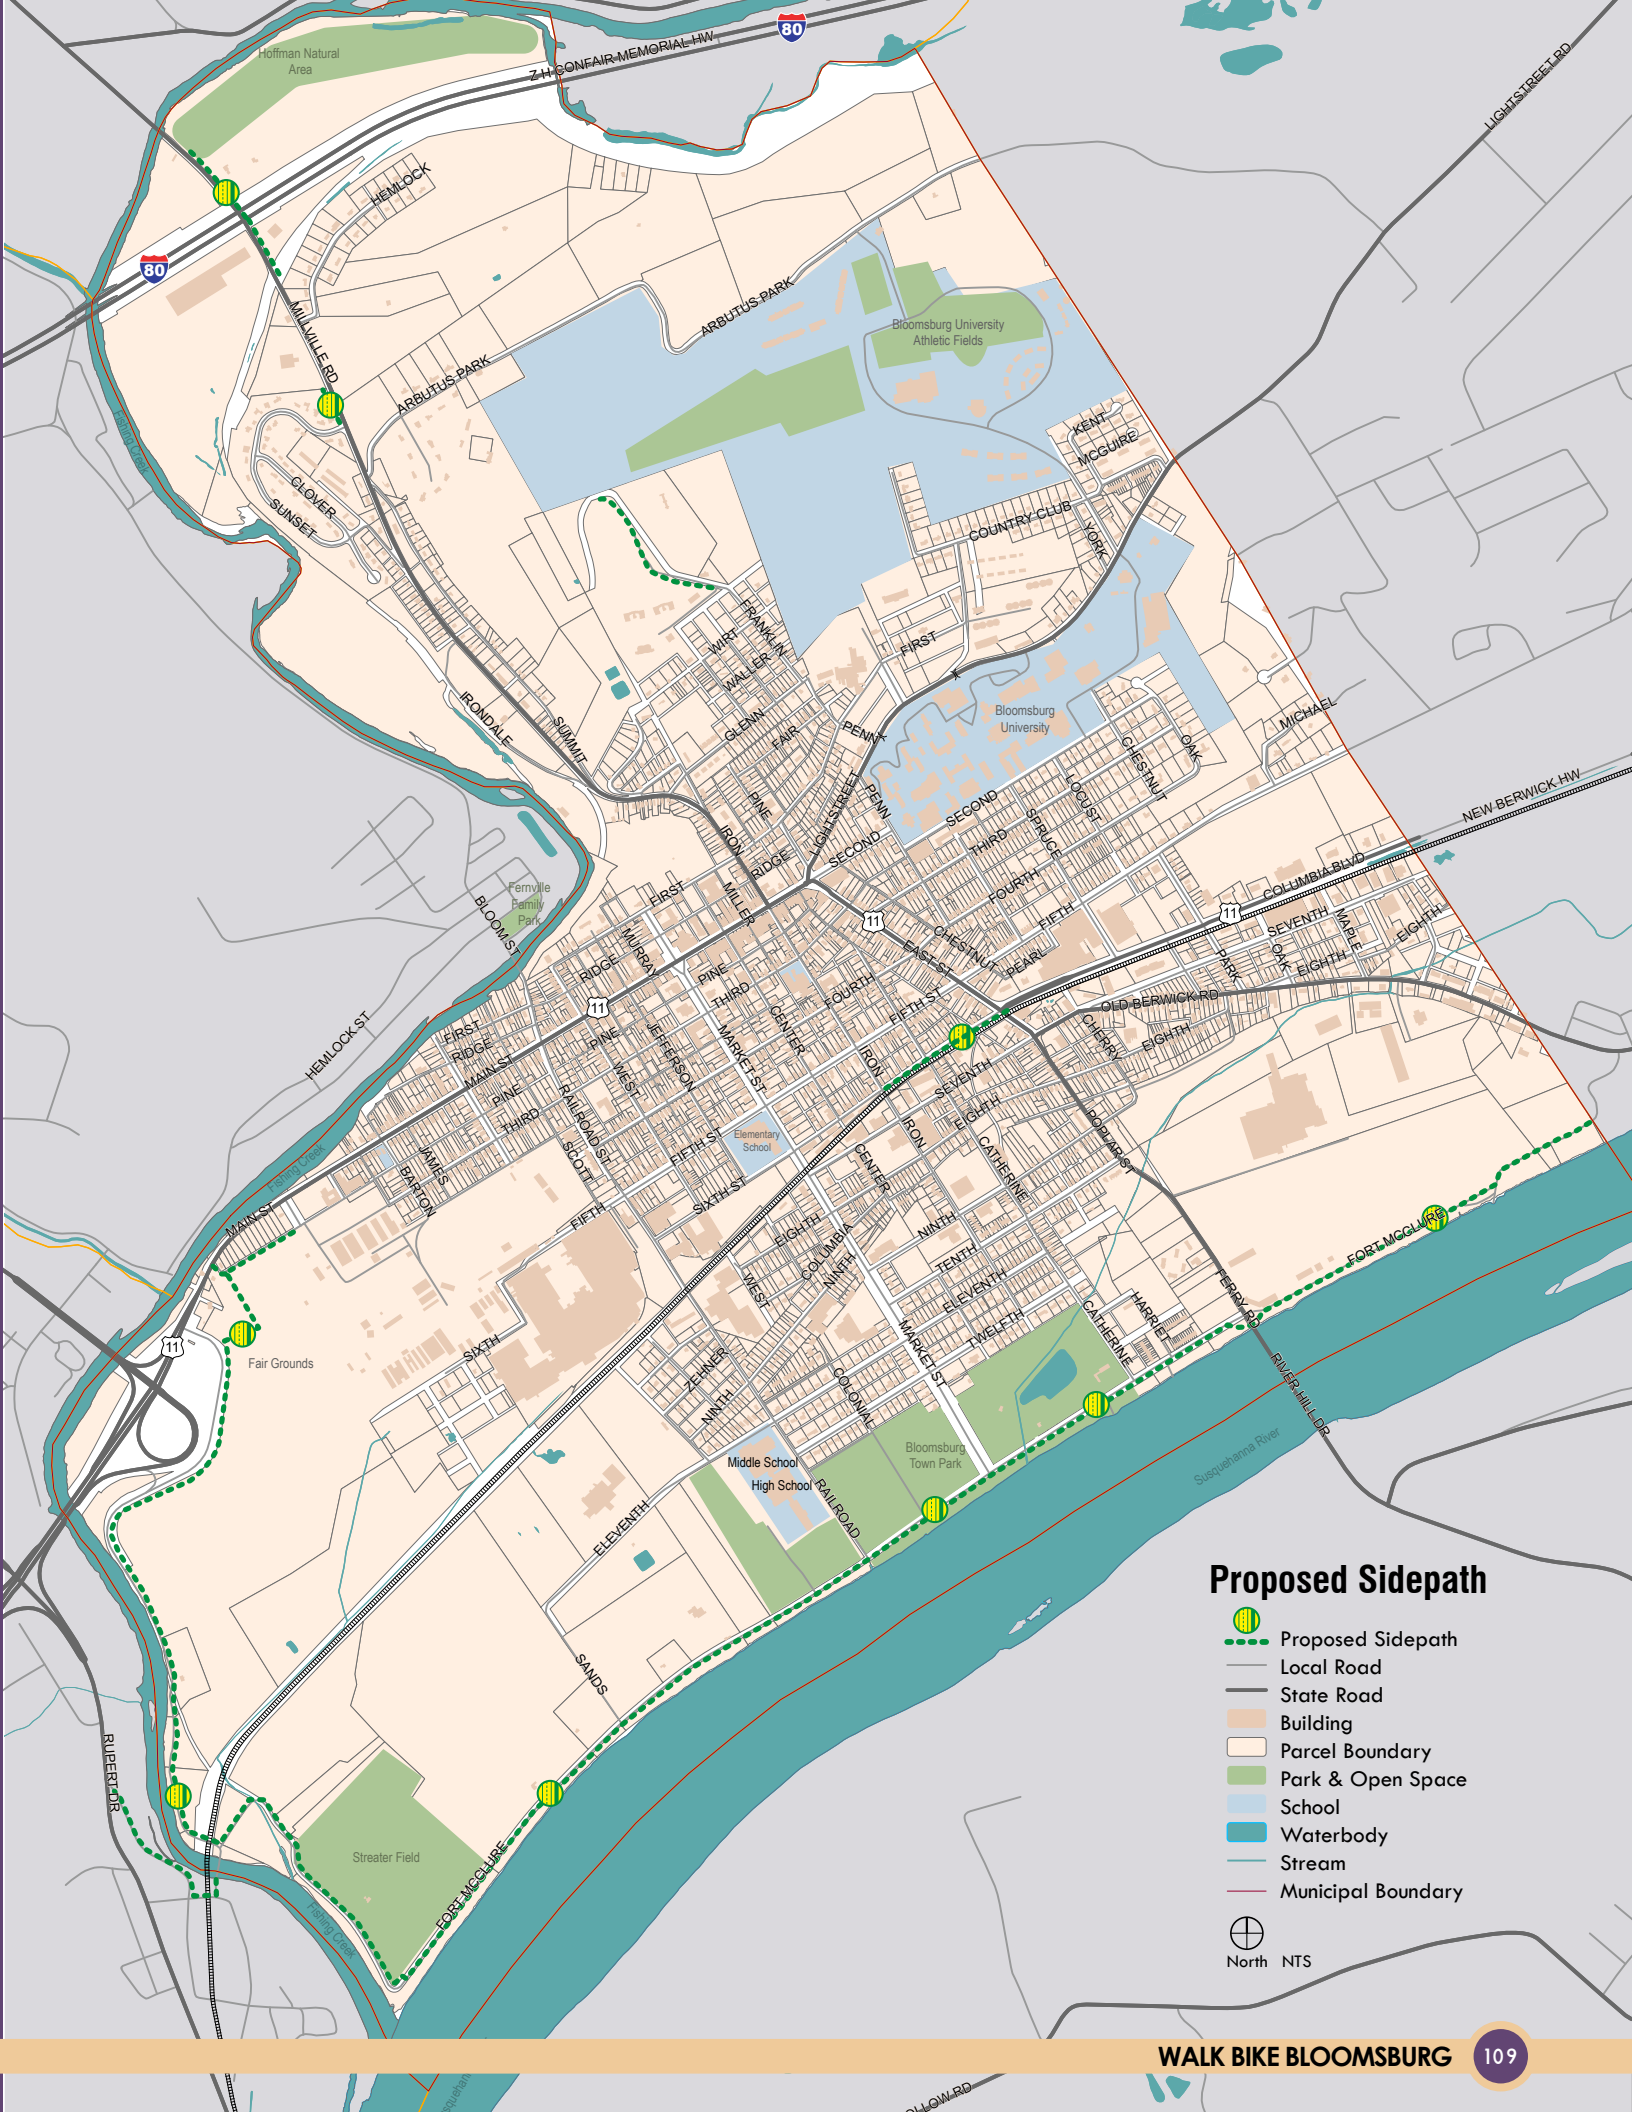 Hoffman Natural
Area
Z H CONFAIR MEMORIAL HW
80
LIGHTSTREET RD
HEMLOCK
80
MILLVILLE RD
ARBUTUS PARK
ARBUTUS PARK
Bloomsburg University
Athletic Fields
Fishing Creek
KENT
MCGUIRE
CLOVER
SUNSET
COUNTRY CLUB
YORK
FRANKLIN
WIRT
WALLER
FIRST
GLENN
FAIR
PENN
IRONDALE
SUMMIT
Bloomsburg
University
MICHAEL
OAK
CHESTNUT
LOCUST
PINE
LIGHTSTREET
PENN
SECOND
SPRUCE
THIRD
NEW BERWICK HW
IRON
RIDGE
SECOND
FOURTH
COLUMBIA BLVD
Fernville
Family
Park
BLOOM ST
FIRST
MILLER
11
FIFTH
11
SEVENTH
MAPLE
EIGHTH
MURRAY
CHESTNUT
EAST ST
PEARL
RIDGE
PINE
THIRD
FOURTH
FIFTH ST
PARK
OAK
EIGHTH
11
OLD BERWICK RD
HEMLOCK ST
FIRST
RIDGE
MAIN ST
PINE
JEFFERSON
MARKET ST
CENTER
IRON
CHERRY
EIGHTH
PINE
THIRD
WEST
RAILROAD ST
SEVENTH
EIGHTH
IRON
POPLAR ST
Elementary
School
FIFTH ST
SCOTT
Fishing Creek
JAMES
BARTON
SIXTH ST
CENTER
CATHERINE
MAIN ST
FIFTH
EIGHTH
COLUMBIA
NINTH
NINTH
TENTH
ELEVENTH
TWELFTH
FORT MCCLURE
WEST
CATHERINE
HARRIET
FERRY RD
11
Fair Grounds
SIXTH
ZEHNER
NINTH
MARKET ST
COLONIAL
RIVER HILL DR
Susquehanna River
Bloomsburg
Town Park
Middle School
High School
RAILROAD
ELEVENTH
SANDS
RUPERT DR
Streater Field
FORT MCCLURE
Fishing Creek
Proposed Sidepath
Proposed Sidepath
Local Road
State Road
Building
Parcel Boundary
Park & Open Space
School
Waterbody
Stream
Municipal Boundary
North NTS
WALK BIKE BLOOMSBURG 109